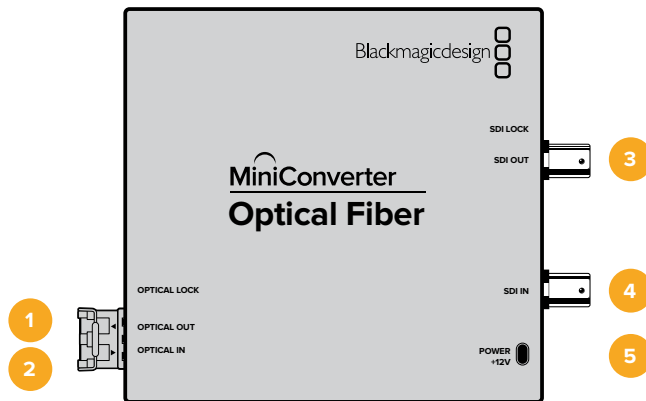 Blackmagicdesign
SDI LOCK
SDI OUT
3
MiniConverter
Optical Fiber
OPTICAL LOCK
SDI IN
4
1
OPTICAL OUT
2
OPTICAL IN
POWER
+12V
5